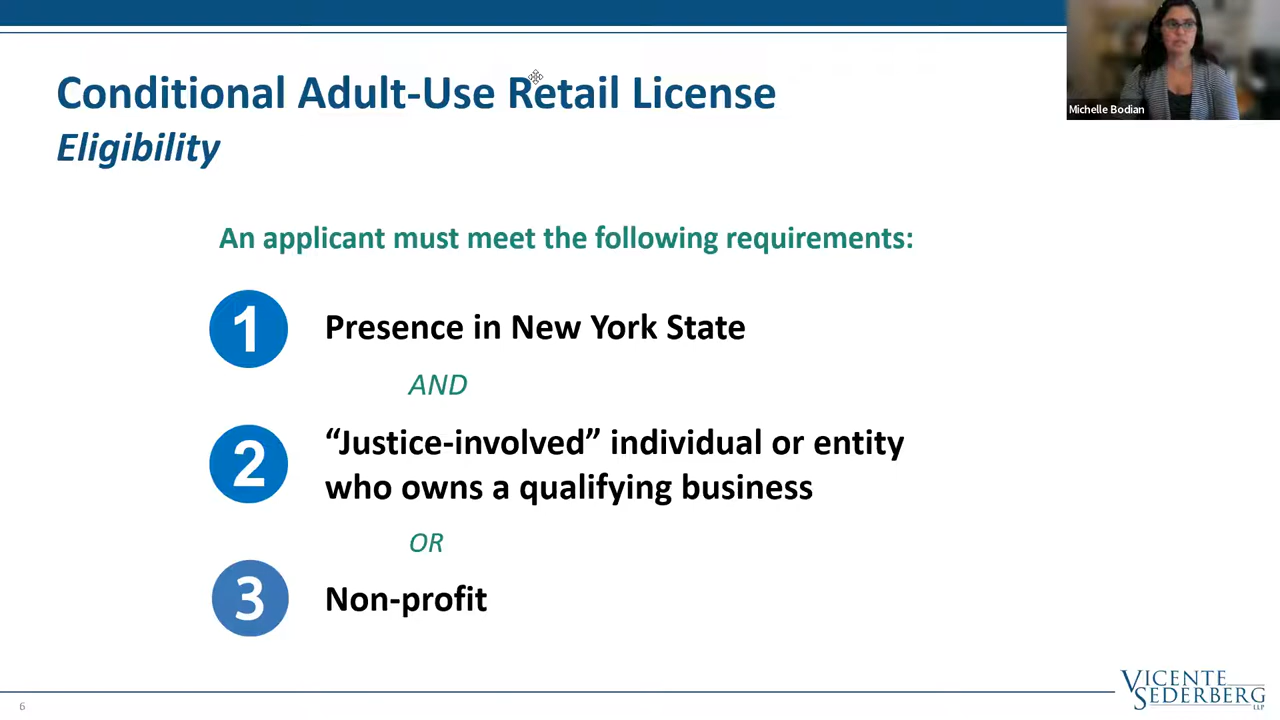 Conditional Adult-Use Retail License
Eligibility
Michelle Bodian
An applicant must meet the following requirements:
1
Presence in New York State
AND
2
“Justice-involved” individual or entity
who owns a qualifying business
OR
3
Non-profit
6
VICENTE
SEDERBERG
LLP